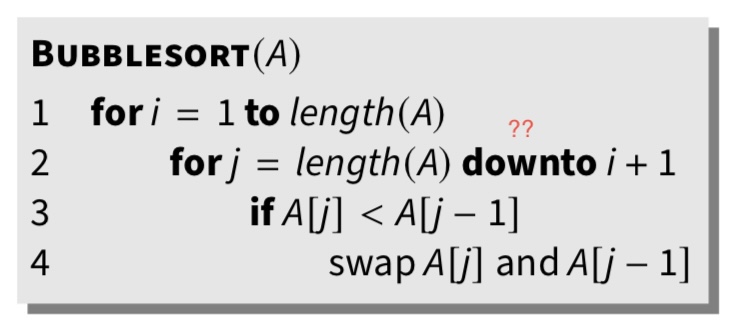 BUBBLESORT(A)
1 for i = 1 to length(A)
??
2 for j = length(A) downto i + 1
3 if A[j] < A[j − 1]
4 swap A[j] and A[j − 1]